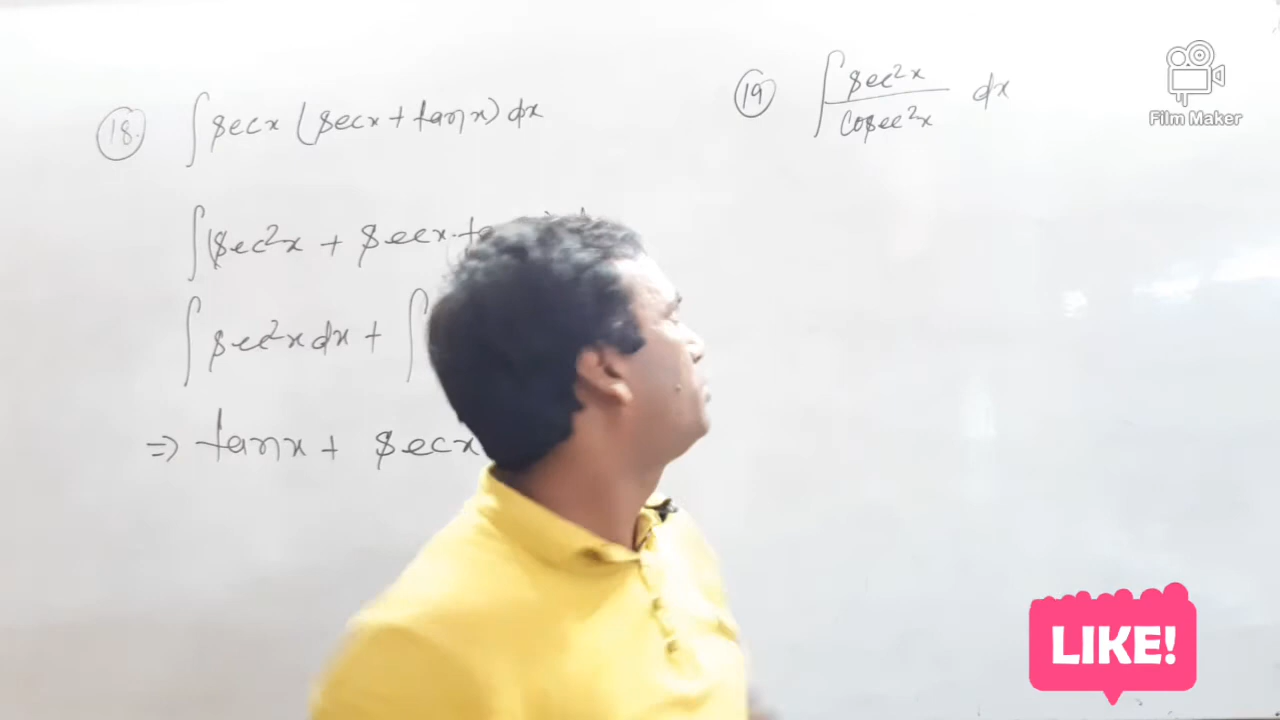 18. ∫ secx (secx + tanx) dx
∫(sec²x + secx·
∫ sec²x dx + ∫
⇒ tanx + secx
19 ∫ sec²x / cosec²x dx
Film Maker
LIKE!